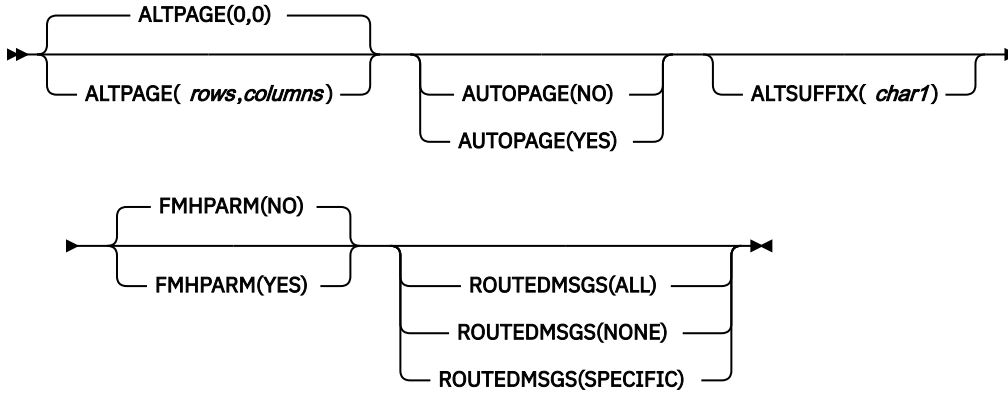 ALTPAGE(0,0)
ALTPAGE( rows,columns)
AUTOPAGE(NO)
AUTOPAGE(YES)
ALTSUFFIX( char1)
FMHPARM(NO)
FMHPARM(YES)
ROUTEDMSGS(ALL)
ROUTEDMSGS(NONE)
ROUTEDMSGS(SPECIFIC)